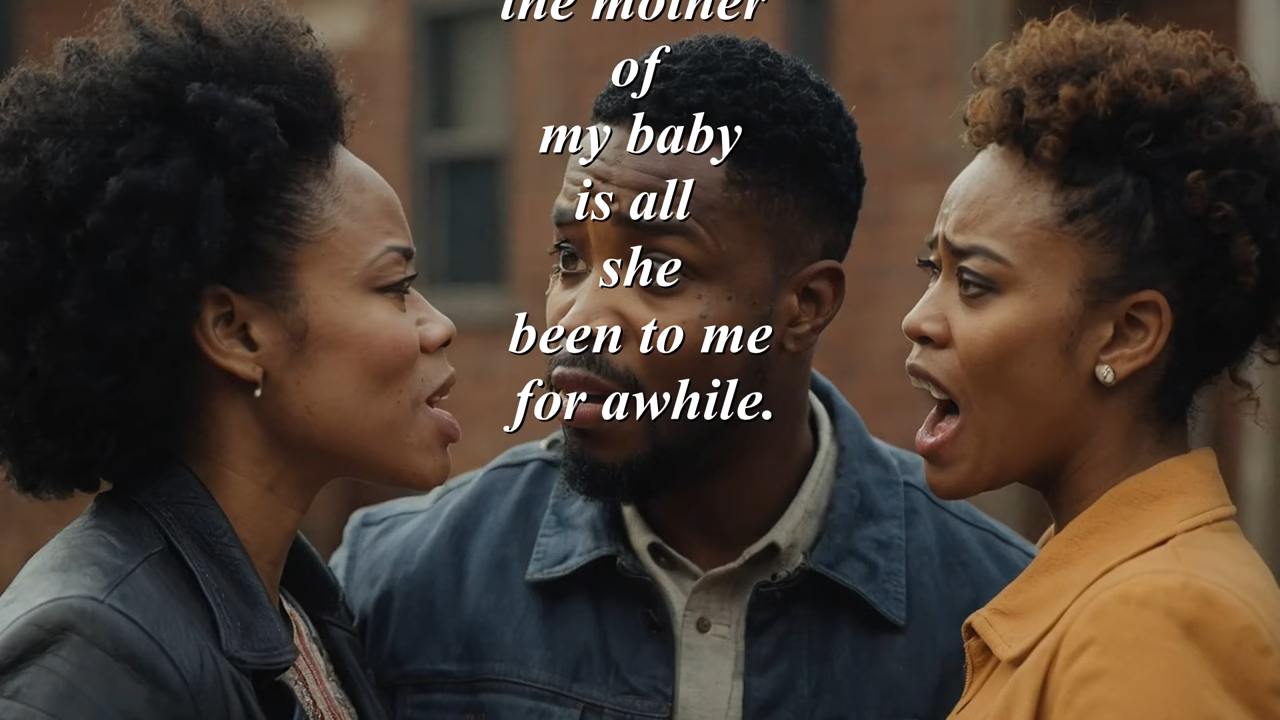 the mother
of
my baby
is all
she
been to me
for awhile.